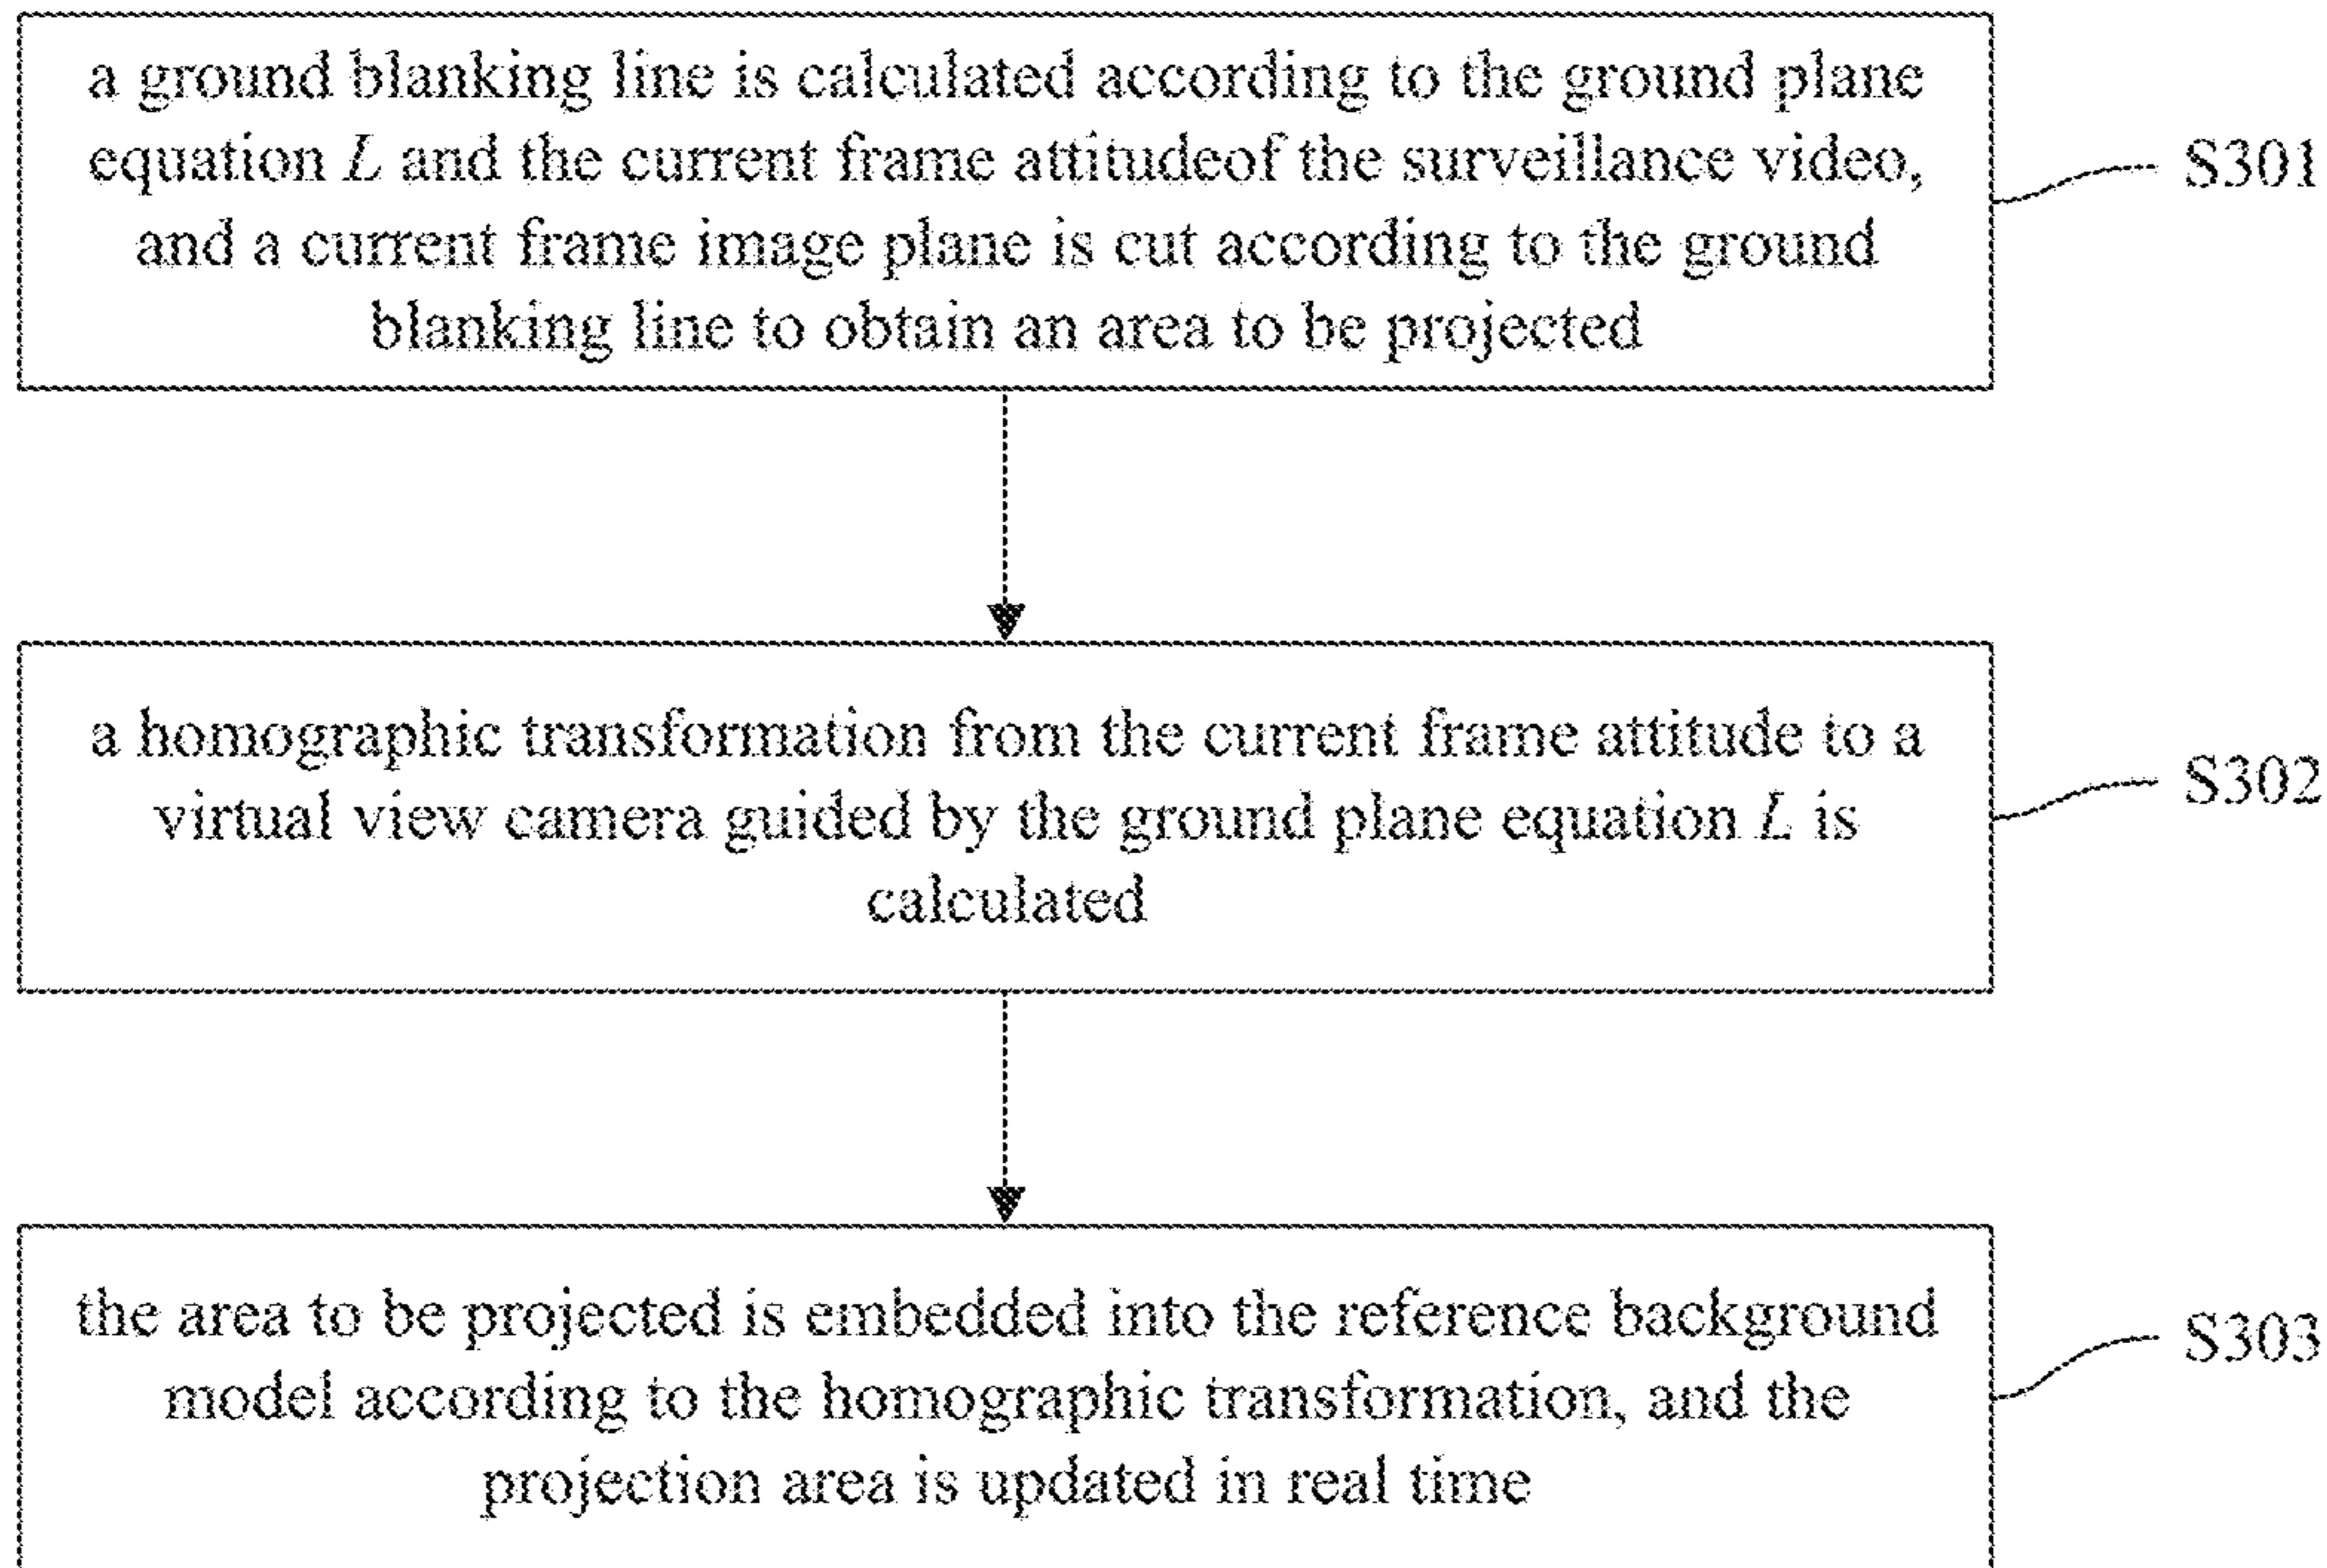 a ground blanking line is calculated according to the ground plane
equation L and the current frame attitudeof the surveillance video,
and a current frame image plane is cut according to the ground
blanking line to obtain an area to be projected
S301
a homographic transformation from the current frame attitude to a
virtual view camera guided by the ground plane equation L is
calculated
S302
the area to be projected is embedded into the reference background
model according to the homographic transformation, and the
projection area is updated in real time
S303